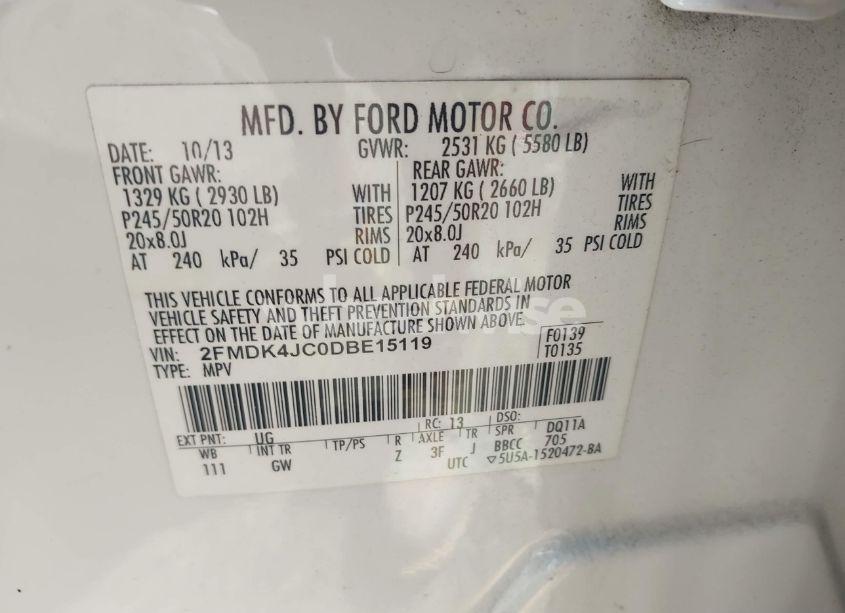 MFD. BY FORD MOTOR CO.
DATE: 10/13 GVWR: 2531 KG ( 5580 LB)
FRONT GAWR: REAR GAWR:
1329 KG ( 2930 LB) WITH 1207 KG ( 2660 LB) WITH
P245/50R20 102H TIRES P245/50R20 102H TIRES
20x8.0J RIMS 20x8.0J RIMS
AT 240 kPa/ 35 PSI COLD AT 240 kPa/ 35 PSI COLD
THIS VEHICLE CONFORMS TO ALL APPLICABLE FEDERAL MOTOR
VEHICLE SAFETY AND THEFT PREVENTION STANDARDS IN
EFFECT ON THE DATE OF MANUFACTURE SHOWN ABOVE.
VIN: 2FMDK4JC0DBE15119 F0139
TYPE: MPV T0135
EXT PNT: UG RC: 13 DSO:
WB INT TR TP/PS R AXLE TR SPR DQ11A
111 GW Z 3F J BBCC 705
UTC ▽5U5A-1520472-BA